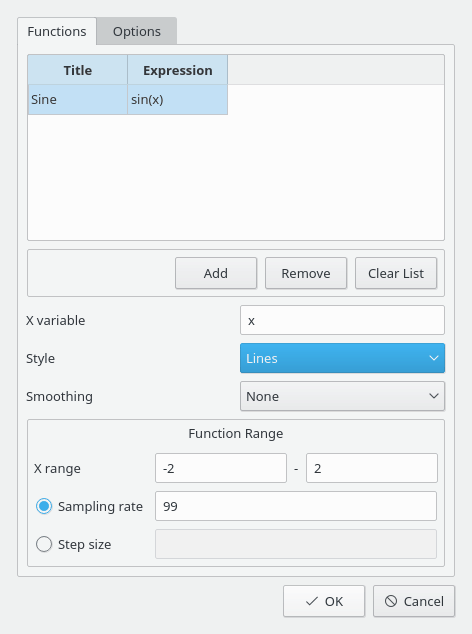 Functions Options
Title Expression
Sine sin(x)
Add Remove Clear List
X variable x
Style Lines
Smoothing None
Function Range
X range -2 - 2
Sampling rate 99
Step size
OK Cancel